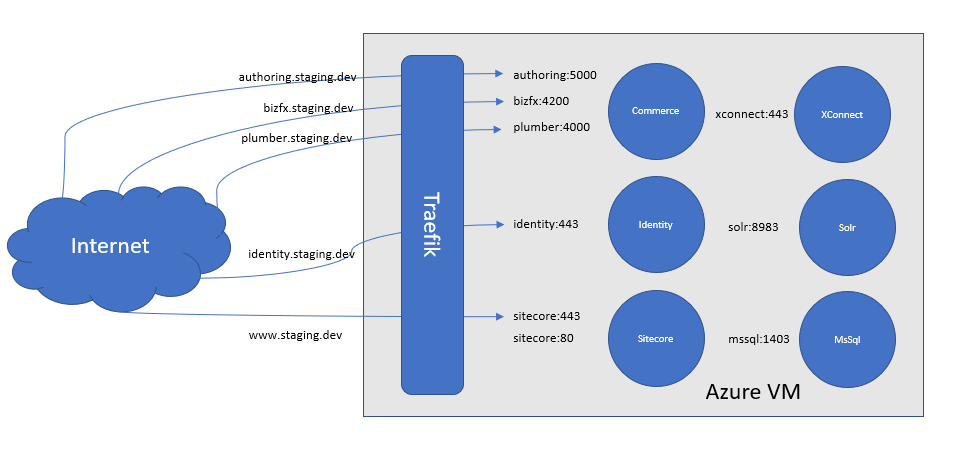 authoring.staging.dev
bizfx.staging.dev
plumber.staging.dev
Internet
identity.staging.dev
www.staging.dev
Traefik
authoring:5000
bizfx:4200
plumber:4000
identity:443
sitecore:443
sitecore:80
Commerce
xconnect:443
XConnect
Identity
solr:8983
Solr
Sitecore
mssql:1403
MsSql
Azure VM